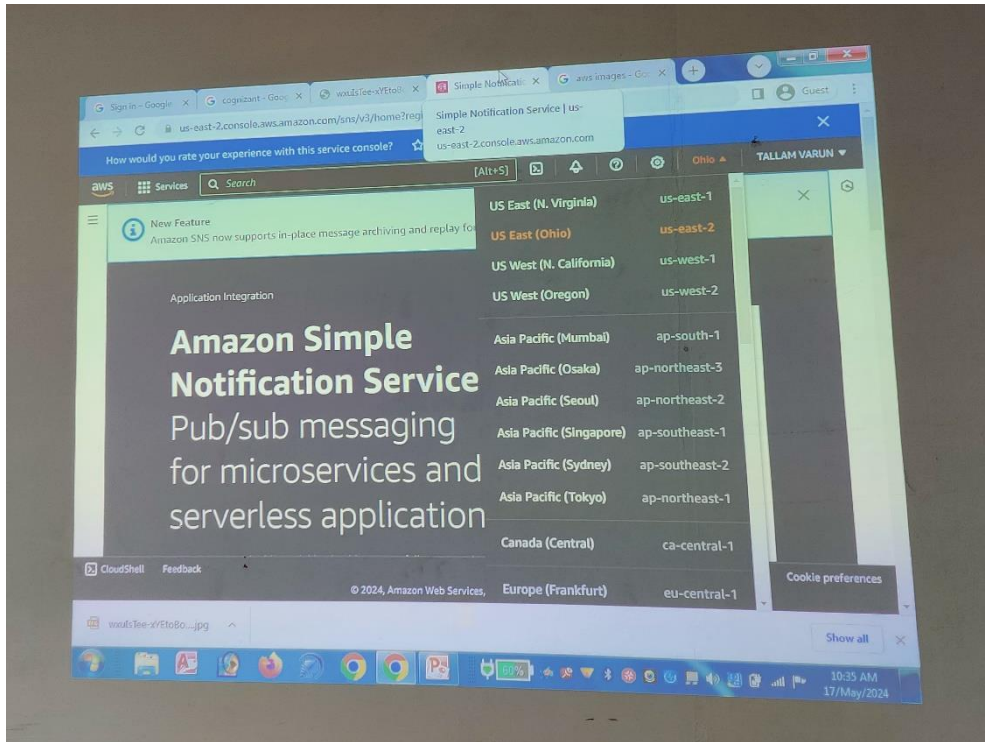 Sign in - Google
cognizant - Goog
wxuIsTee-xYEtoBo
Simple Notificatio
aws images - Goo
us-east-2.console.aws.amazon.com/sns/v3/home?regi
Guest
Simple Notification Service | us-
east-2
us-east-2.console.aws.amazon.com
How would you rate your experience with this service console?
aws
Services
Search
[Alt+S]
Ohio
TALLAM VARUN
New Feature
Amazon SNS now supports in-place message archiving and replay for
US East (N. Virginia) us-east-1
US East (Ohio) us-east-2
US West (N. California) us-west-1
US West (Oregon) us-west-2
Asia Pacific (Mumbai) ap-south-1
Asia Pacific (Osaka) ap-northeast-3
Asia Pacific (Seoul) ap-northeast-2
Asia Pacific (Singapore) ap-southeast-1
Asia Pacific (Sydney) ap-southeast-2
Asia Pacific (Tokyo) ap-northeast-1
Canada (Central) ca-central-1
Europe (Frankfurt) eu-central-1
Application Integration
Amazon Simple
Notification Service
Pub/sub messaging
for microservices and
serverless application
CloudShell
Feedback
© 2024, Amazon Web Services,
Cookie preferences
wxuIsTee-xYEtoBo....jpg
Show all
60%
10:35 AM
17/May/2024